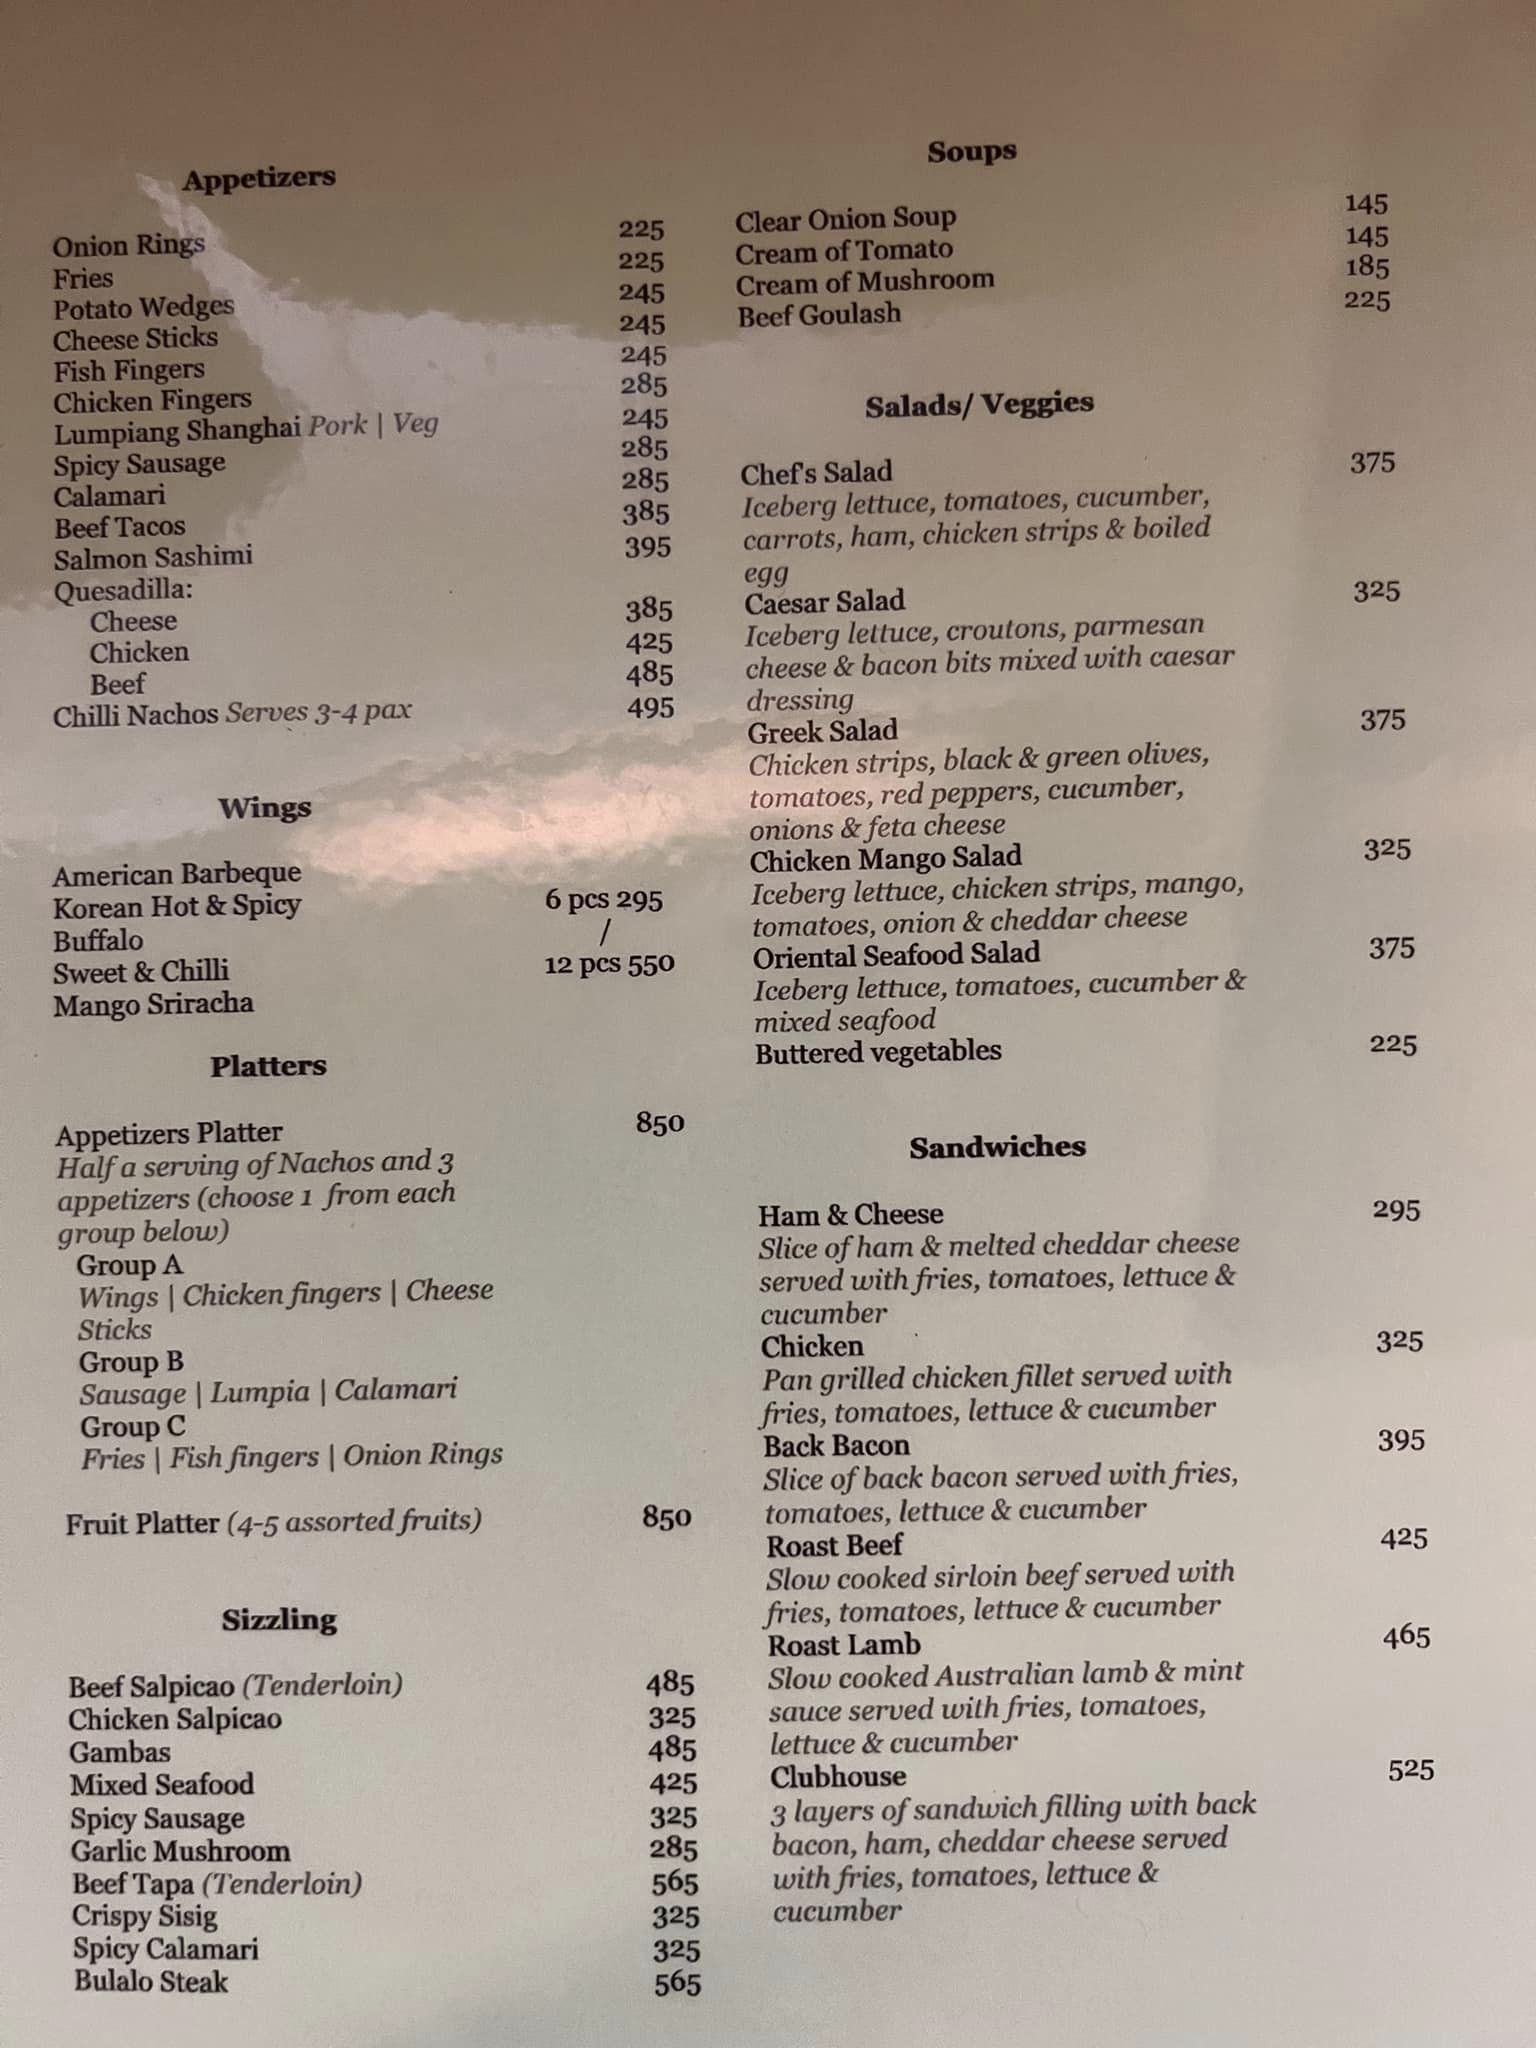 Appetizers
Onion Rings 225
Fries 225
Potato Wedges 245
Cheese Sticks 245
Fish Fingers 245
Chicken Fingers 285
Lumpiang Shanghai Pork | Veg 245
Spicy Sausage 285
Calamari 285
Beef Tacos 385
Salmon Sashimi 395
Quesadilla:
Cheese 385
Chicken 425
Beef 485
Chilli Nachos Serves 3-4 pax 495
Wings
American Barbeque
Korean Hot & Spicy 6 pcs 295
Buffalo /
Sweet & Chilli 12 pcs 550
Mango Sriracha
Platters
Appetizers Platter 850
Half a serving of Nachos and 3
appetizers (choose 1 from each
group below)
Group A
Wings | Chicken fingers | Cheese
Sticks
Group B
Sausage | Lumpia | Calamari
Group C
Fries | Fish fingers | Onion Rings
Fruit Platter (4-5 assorted fruits) 850
Sizzling
Beef Salpicao (Tenderloin) 485
Chicken Salpicao 325
Gambas 485
Mixed Seafood 425
Spicy Sausage 325
Garlic Mushroom 285
Beef Tapa (Tenderloin) 565
Crispy Sisig 325
Spicy Calamari 325
Bulalo Steak 565
Soups
Clear Onion Soup 145
Cream of Tomato 145
Cream of Mushroom 185
Beef Goulash 225
Salads/ Veggies
Chef's Salad 375
Iceberg lettuce, tomatoes, cucumber,
carrots, ham, chicken strips & boiled
egg
Caesar Salad 325
Iceberg lettuce, croutons, parmesan
cheese & bacon bits mixed with caesar
dressing
Greek Salad 375
Chicken strips, black & green olives,
tomatoes, red peppers, cucumber,
onions & feta cheese
Chicken Mango Salad 325
Iceberg lettuce, chicken strips, mango,
tomatoes, onion & cheddar cheese
Oriental Seafood Salad 375
Iceberg lettuce, tomatoes, cucumber &
mixed seafood
Buttered vegetables 225
Sandwiches
Ham & Cheese 295
Slice of ham & melted cheddar cheese
served with fries, tomatoes, lettuce &
cucumber
Chicken 325
Pan grilled chicken fillet served with
fries, tomatoes, lettuce & cucumber
Back Bacon 395
Slice of back bacon served with fries,
tomatoes, lettuce & cucumber
Roast Beef 425
Slow cooked sirloin beef served with
fries, tomatoes, lettuce & cucumber
Roast Lamb 465
Slow cooked Australian lamb & mint
sauce served with fries, tomatoes,
lettuce & cucumber
Clubhouse 525
3 layers of sandwich filling with back
bacon, ham, cheddar cheese served
with fries, tomatoes, lettuce &
cucumber